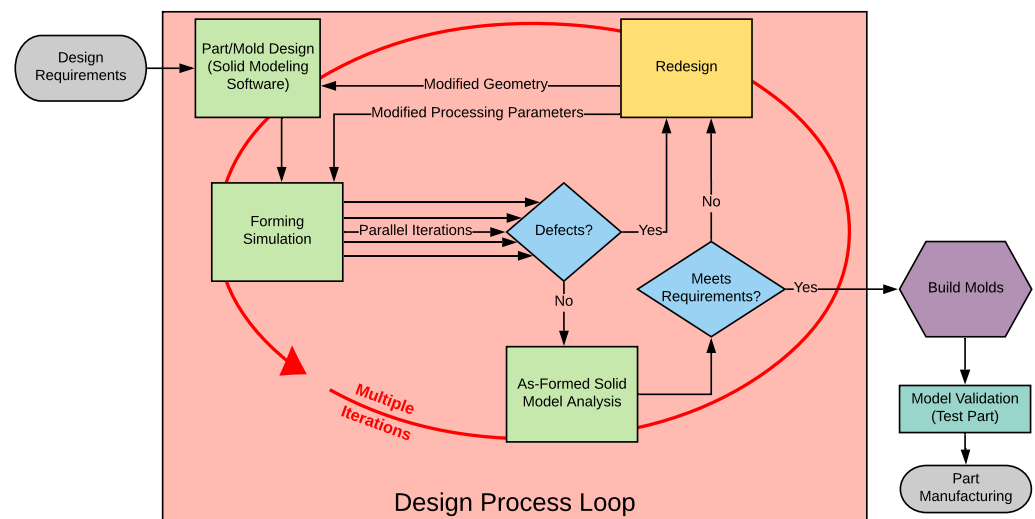 Design
Requirements
Part/Mold Design
(Solid Modeling
Software)
Redesign
Modified Geometry
Modified Processing Parameters
Forming
Simulation
Parallel Iterations
Defects?
Yes
No
No
Meets
Requirements?
Yes
Build Molds
As-Formed Solid
Model Analysis
Multiple
Iterations
Model Validation
(Test Part)
Part
Manufacturing
Design Process Loop